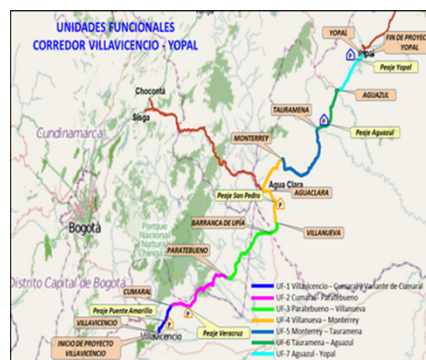 UNIDADES FUNCIONALES
CORREDOR VILLAVICENCIO - YOPAL
YOPAL
FIN DE PROYECTO
YOPAL
Peaje Yopal
AGUAZUL
TAURAMENA
Peaje Aguazul
Chocontá
Sisga
MONTERREY
Cundinamarca
Agua Clara
AGUACLARA
Peaje San Pedro
Bogotá
BARRANCA DE UPÍA
VILLANUEVA
Parque
Nacional
Natural
Chingaza
PARATEBUENO
Distrito Capital de Bogotá
CUMARAL
Peaje Puente Amarillo
VILLAVICENCIO
Peaje Veracruz
INICIO DE PROYECTO
VILLAVICENCIO
Villavicencio
UF-1 Villavicencio - Cumaral y Variante de Cumaral
UF-2 Cumaral - Paratebueno
UF-3 Paratebueno - Villanueva
UF-4 Villanueva - Monterrey
UF-5 Monterrey - Tauramena
UF-6 Tauramena - Aguazul
UF-7 Aguazul - Yopal